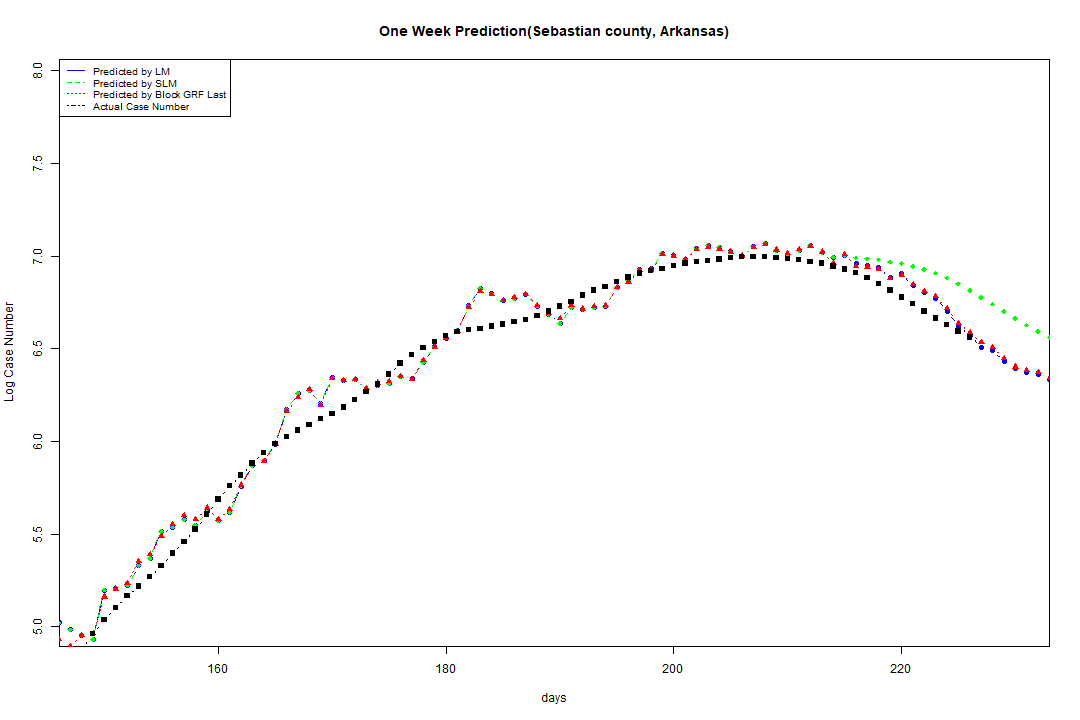 One Week Prediction(Sebastian county, Arkansas)
Predicted by LM
Predicted by SLM
Predicted by Block GRF Last
Actual Case Number
8.0
7.5
7.0
6.5
6.0
5.5
5.0
Log Case Number
160 180 200 220
days